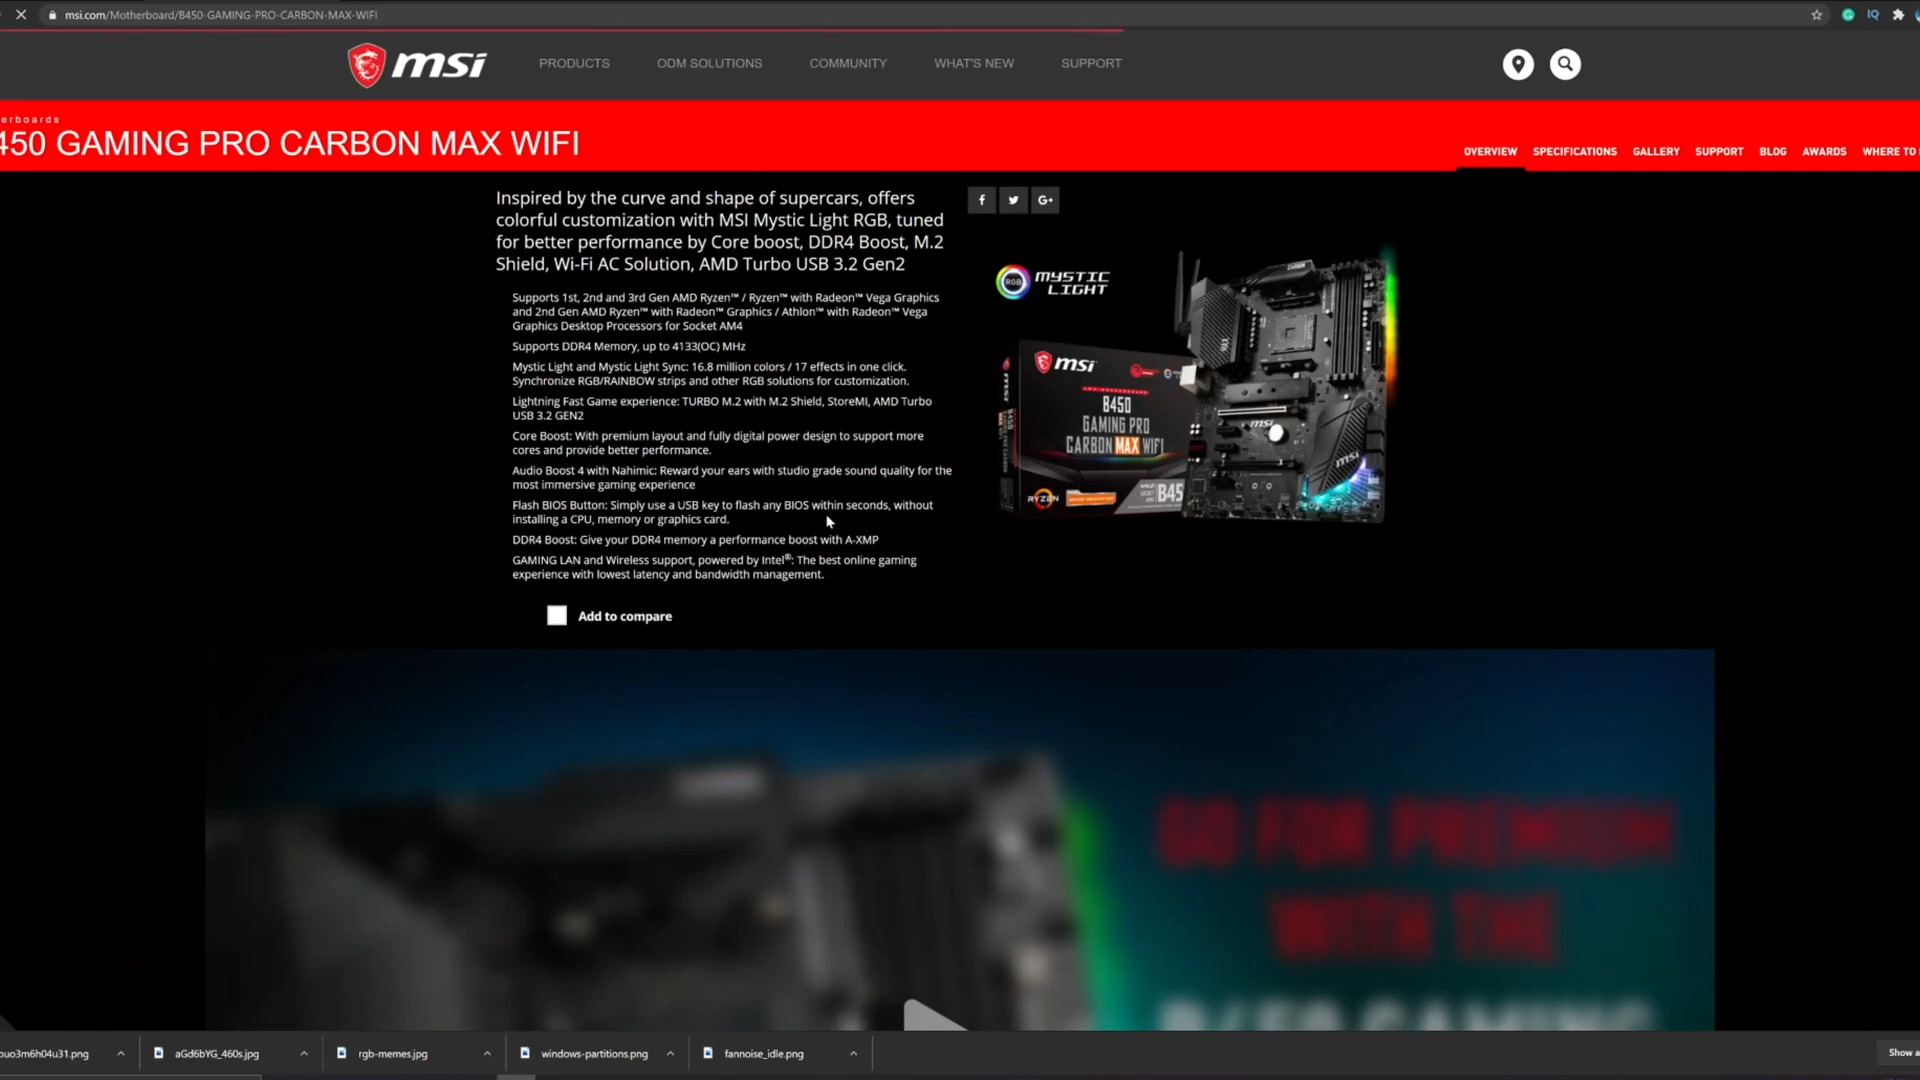 msi.com/Motherboard/B450-GAMING-PRO-CARBON-MAX-WIFI
IQ
msi
PRODUCTS
ODM SOLUTIONS
COMMUNITY
WHAT'S NEW
SUPPORT
erboards
450 GAMING PRO CARBON MAX WIFI
OVERVIEW
SPECIFICATIONS
GALLERY
SUPPORT
BLOG
AWARDS
WHERE TO
Inspired by the curve and shape of supercars, offers
colorful customization with MSI Mystic Light RGB, tuned
for better performance by Core boost, DDR4 Boost, M.2
Shield, Wi-Fi AC Solution, AMD Turbo USB 3.2 Gen2
Supports 1st, 2nd and 3rd Gen AMD Ryzen™ / Ryzen™ with Radeon™ Vega Graphics
and 2nd Gen AMD Ryzen™ with Radeon™ Graphics / Athlon™ with Radeon™ Vega
Graphics Desktop Processors for Socket AM4
Supports DDR4 Memory, up to 4133(OC) MHz
Mystic Light and Mystic Light Sync: 16.8 million colors / 17 effects in one click.
Synchronize RGB/RAINBOW strips and other RGB solutions for customization.
Lightning Fast Game experience: TURBO M.2 with M.2 Shield, StoreMI, AMD Turbo
USB 3.2 GEN2
Core Boost: With premium layout and fully digital power design to support more
cores and provide better performance.
Audio Boost 4 with Nahimic: Reward your ears with studio grade sound quality for the
most immersive gaming experience
Flash BIOS Button: Simply use a USB key to flash any BIOS within seconds, without
installing a CPU, memory or graphics card.
DDR4 Boost: Give your DDR4 memory a performance boost with A-XMP
GAMING LAN and Wireless support, powered by Intel®: The best online gaming
experience with lowest latency and bandwidth management.
Add to compare
f
G+
RGB
MYSTIC
LIGHT
msi
B450
GAMING PRO
CARBON MAX WIFI
RYZEN
B45
MAX
msi
msi
GO FOR PREMIUM
WITH THE
B450 GAMING
ouo3m6h04u31.png
aGd6bYG_460s.jpg
rgb-memes.jpg
windows-partitions.png
fannoise_idle.png
Show a